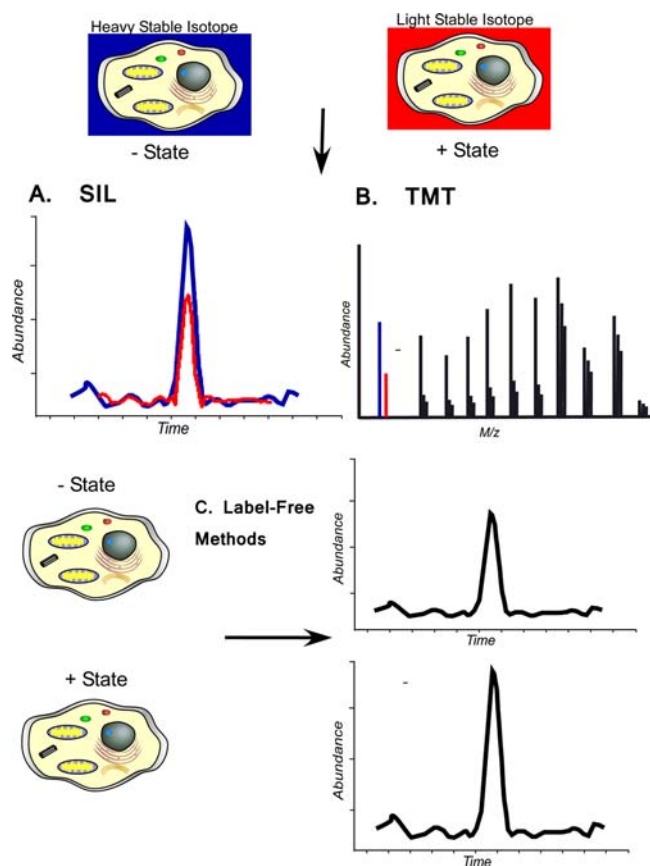 Heavy Stable Isotope
Light Stable Isotope
- State
+ State
A. SIL
B. TMT
Abundance
Time
Abundance
M/z
- State
C. Label-Free
Methods
Abundance
Time
+ State
Abundance
Time